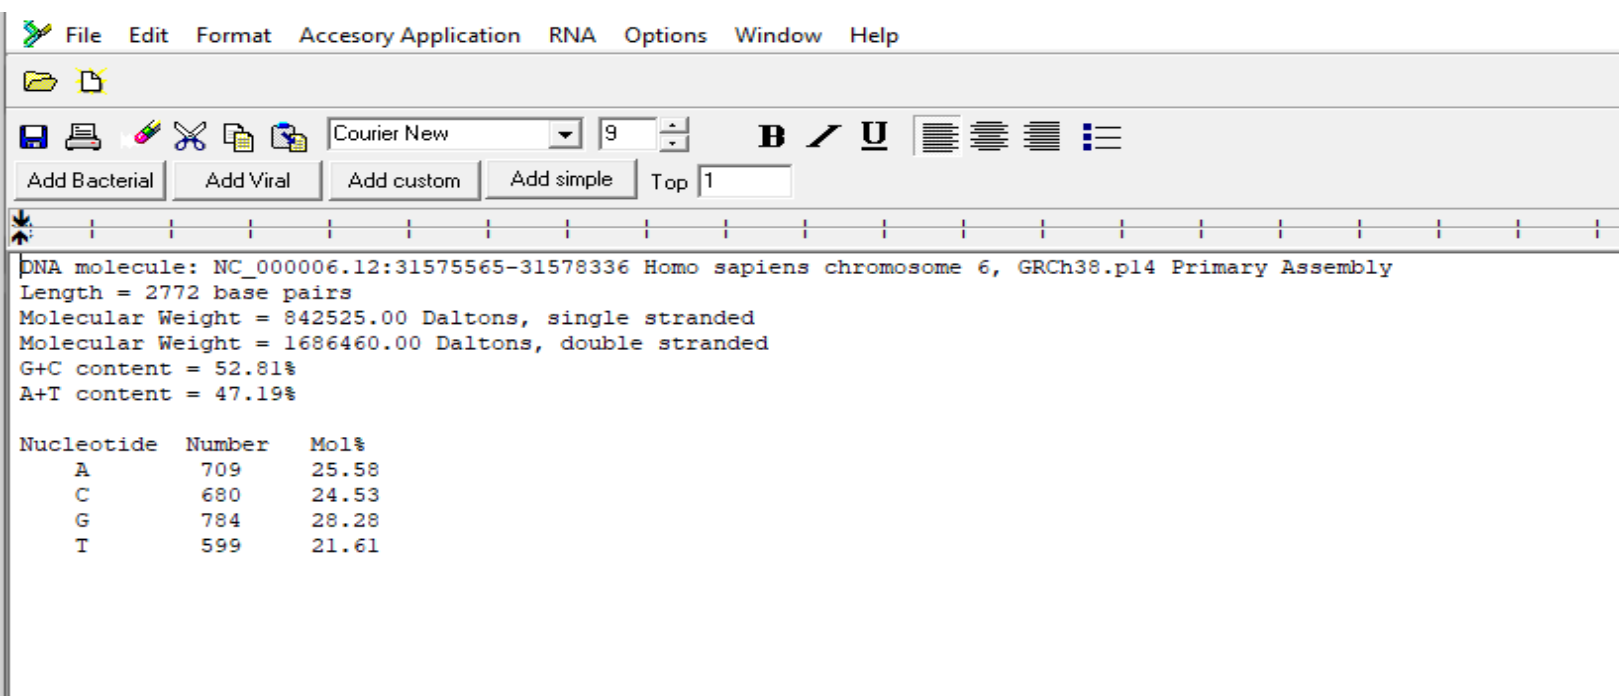 File Edit Format Accesory Application RNA Options Window Help
Courier New 9 B U
Add Bacterial Add Viral Add custom Add simple Top 1
DNA molecule: NC_000006.12:31575565-31578336 Homo sapiens chromosome 6, GRCh38.p14 Primary Assembly
Length = 2772 base pairs
Molecular Weight = 842525.00 Daltons, single stranded
Molecular Weight = 1686460.00 Daltons, double stranded
G+C content = 52.81%
A+T content = 47.19%
Nucleotide Number Mol%
A 709 25.58
C 680 24.53
G 784 28.28
T 599 21.61